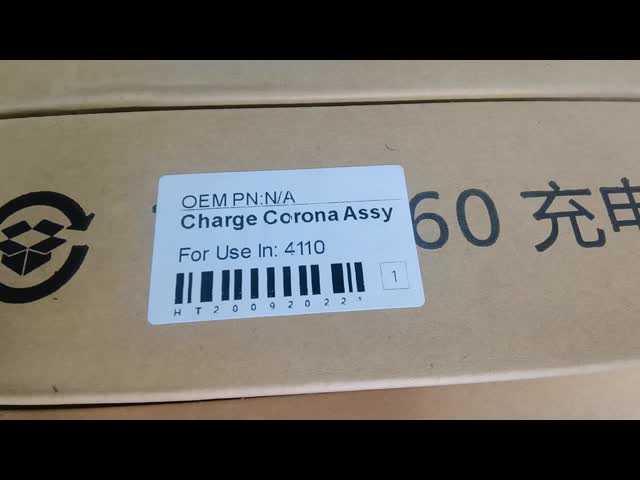 OEM PN:N/A
Charge Corona Assy
60 充电
For Use In: 4110
1
HT20092022